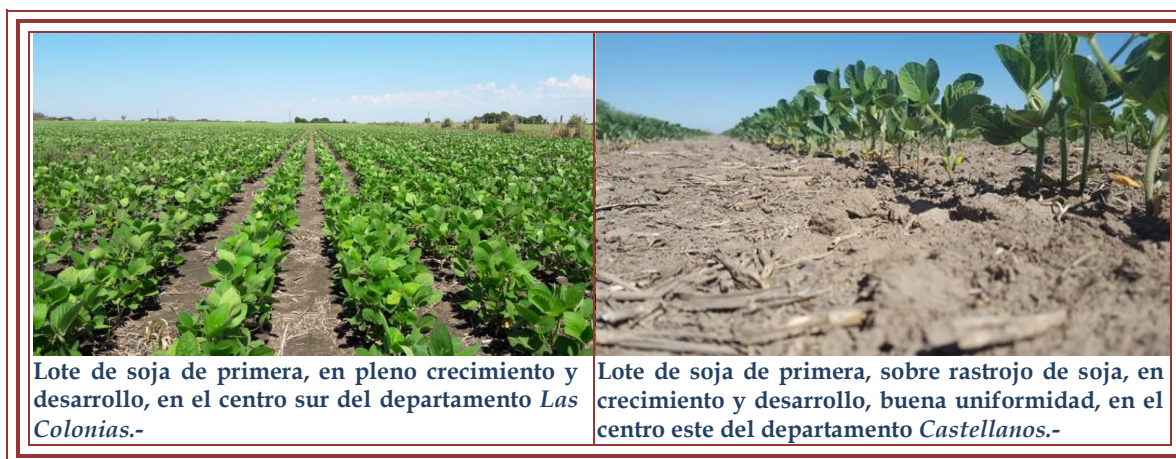 Lote de soja de primera, en pleno crecimiento y
desarrollo, en el centro sur del departamento Las
Colonias.-
Lote de soja de primera, sobre rastrojo de soja, en
crecimiento y desarrollo, buena uniformidad, en el
centro este del departamento Castellanos.-